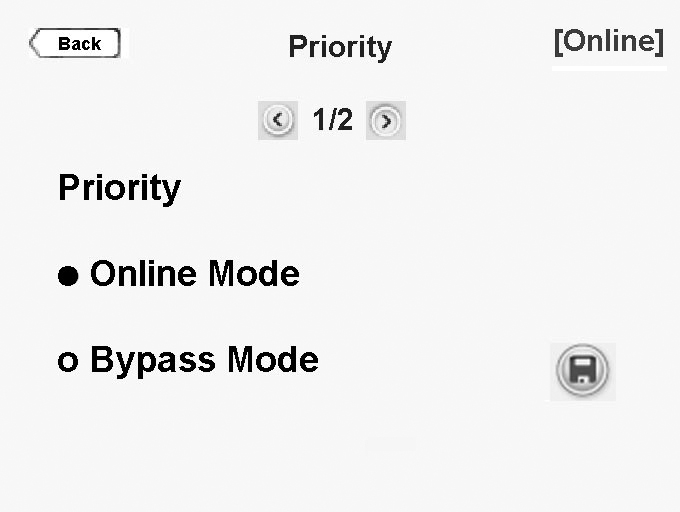 Back
Priority
[Online]
1/2
Priority
● Online Mode
o Bypass Mode